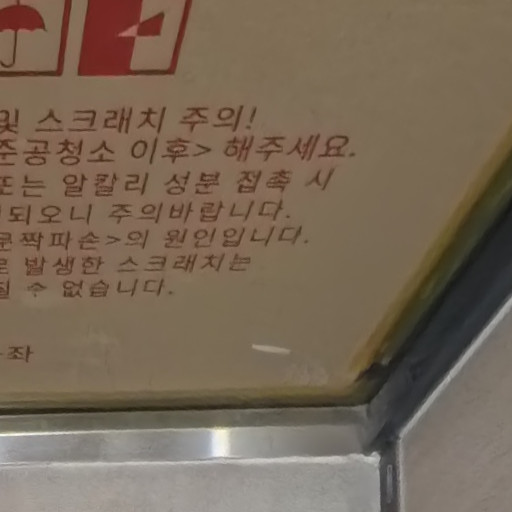 및 스크래치 주의!
준공청소 이후> 해주세요.
또는 알칼리 성분 접촉 시
되오니 주의바랍니다.
문짝파손>의 원인입니다.
로 발생한 스크래치는
질 수 없습니다.
좌